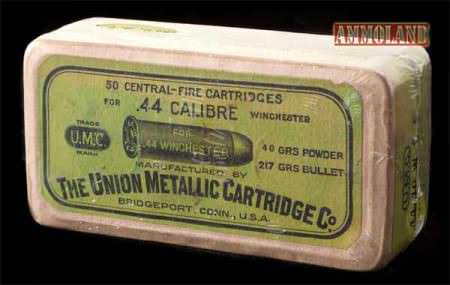 AMMOLAND
50 CENTRAL-FIRE CARTRIDGES
FOR .44 CALIBRE WINCHESTER
TRADE
U.M.C.
MARK
FOR
.44 WINCHESTER
40 GRS POWDER
217 GRS BULLET
MANUFACTURED BY
THE UNION METALLIC CARTRIDGE CO
BRIDGEPORT, CONN., U.S.A.